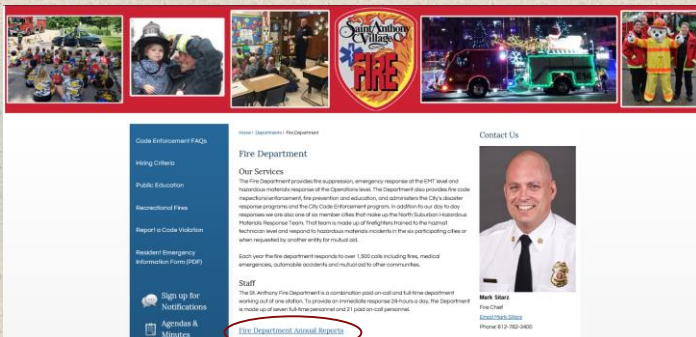 Saint Anthony
Village
FIRE
Code Enforcement FAQs
Hiring Criteria
Public Education
Recreational Fires
Report a Code Violation
Resident Emergency
Information Form (PDF)
Sign up for
Notifications
Agendas &
Minutes
Home › Departments › Fire Department
Fire Department
Our Services
The Fire Department provides fire suppression, emergency response at the EMT level and
hazardous materials response at the Operations level. The Department also provides fire code
inspections/enforcement, fire prevention and education, and administers the City's disaster
response programs and the City Code Enforcement program. In addition to our day to day
responses we are also one of six member cities that make up the North Suburban Hazardous
Materials Response Team. That team is made up of firefighters trained to the hazmat
technician level and respond to hazardous materials incidents in the six participating cities or
when requested by another entity for mutual aid.
Each year the fire department responds to over 1,500 calls including fires, medical
emergencies, automobile accidents and mutual aid to other communities.
Staff
The St. Anthony Fire Department is a combination paid on-call and full-time department
working out of one station. To provide an immediate response 24-hours a day, the Department
is made up of seven full-time personnel and 21 paid on-call personnel.
Fire Department Annual Reports
Contact Us
Mark Sitarz
Fire Chief
Email Mark Sitarz
Phone: 612-782-3400